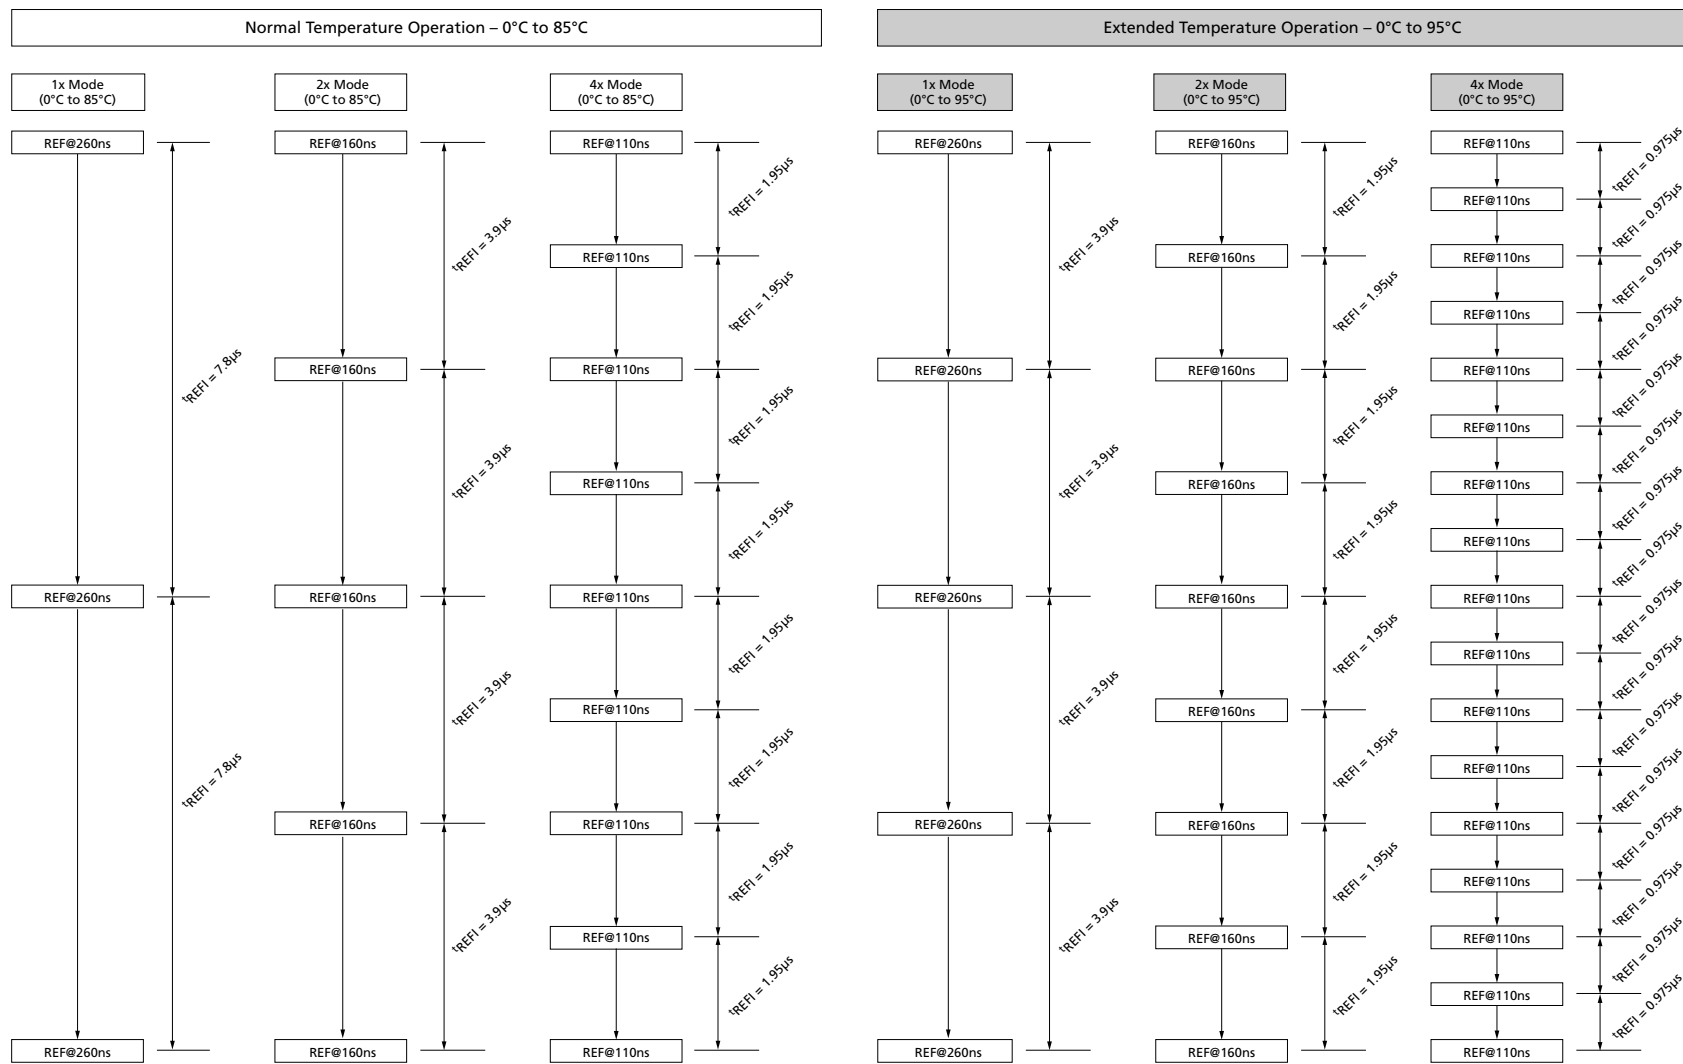 Normal Temperature Operation – 0°C to 85°C
1x Mode
(0°C to 85°C)
REF@260ns
tREFI = 7.8µs
REF@260ns
tREFI = 7.8µs
REF@260ns
2x Mode
(0°C to 85°C)
REF@160ns
tREFI = 3.9µs
REF@160ns
tREFI = 3.9µs
REF@160ns
tREFI = 3.9µs
REF@160ns
tREFI = 3.9µs
REF@160ns
4x Mode
(0°C to 85°C)
REF@110ns
tREFI = 1.95µs
REF@110ns
tREFI = 1.95µs
REF@110ns
tREFI = 1.95µs
REF@110ns
tREFI = 1.95µs
REF@110ns
tREFI = 1.95µs
REF@110ns
tREFI = 1.95µs
REF@110ns
tREFI = 1.95µs
REF@110ns
tREFI = 1.95µs
REF@110ns
Extended Temperature Operation – 0°C to 95°C
1x Mode
(0°C to 95°C)
REF@260ns
tREFI = 3.9µs
REF@260ns
tREFI = 3.9µs
REF@260ns
tREFI = 3.9µs
REF@260ns
tREFI = 3.9µs
REF@260ns
2x Mode
(0°C to 95°C)
REF@160ns
tREFI = 1.95µs
REF@160ns
tREFI = 1.95µs
REF@160ns
tREFI = 1.95µs
REF@160ns
tREFI = 1.95µs
REF@160ns
tREFI = 1.95µs
REF@160ns
tREFI = 1.95µs
REF@160ns
tREFI = 1.95µs
REF@160ns
tREFI = 1.95µs
REF@160ns
4x Mode
(0°C to 95°C)
REF@110ns
tREFI = 0.975µs
REF@110ns
tREFI = 0.975µs
REF@110ns
tREFI = 0.975µs
REF@110ns
tREFI = 0.975µs
REF@110ns
tREFI = 0.975µs
REF@110ns
tREFI = 0.975µs
REF@110ns
tREFI = 0.975µs
REF@110ns
tREFI = 0.975µs
REF@110ns
tREFI = 0.975µs
REF@110ns
tREFI = 0.975µs
REF@110ns
tREFI = 0.975µs
REF@110ns
tREFI = 0.975µs
REF@110ns
tREFI = 0.975µs
REF@110ns
tREFI = 0.975µs
REF@110ns
tREFI = 0.975µs
REF@110ns
tREFI = 0.975µs
REF@110ns